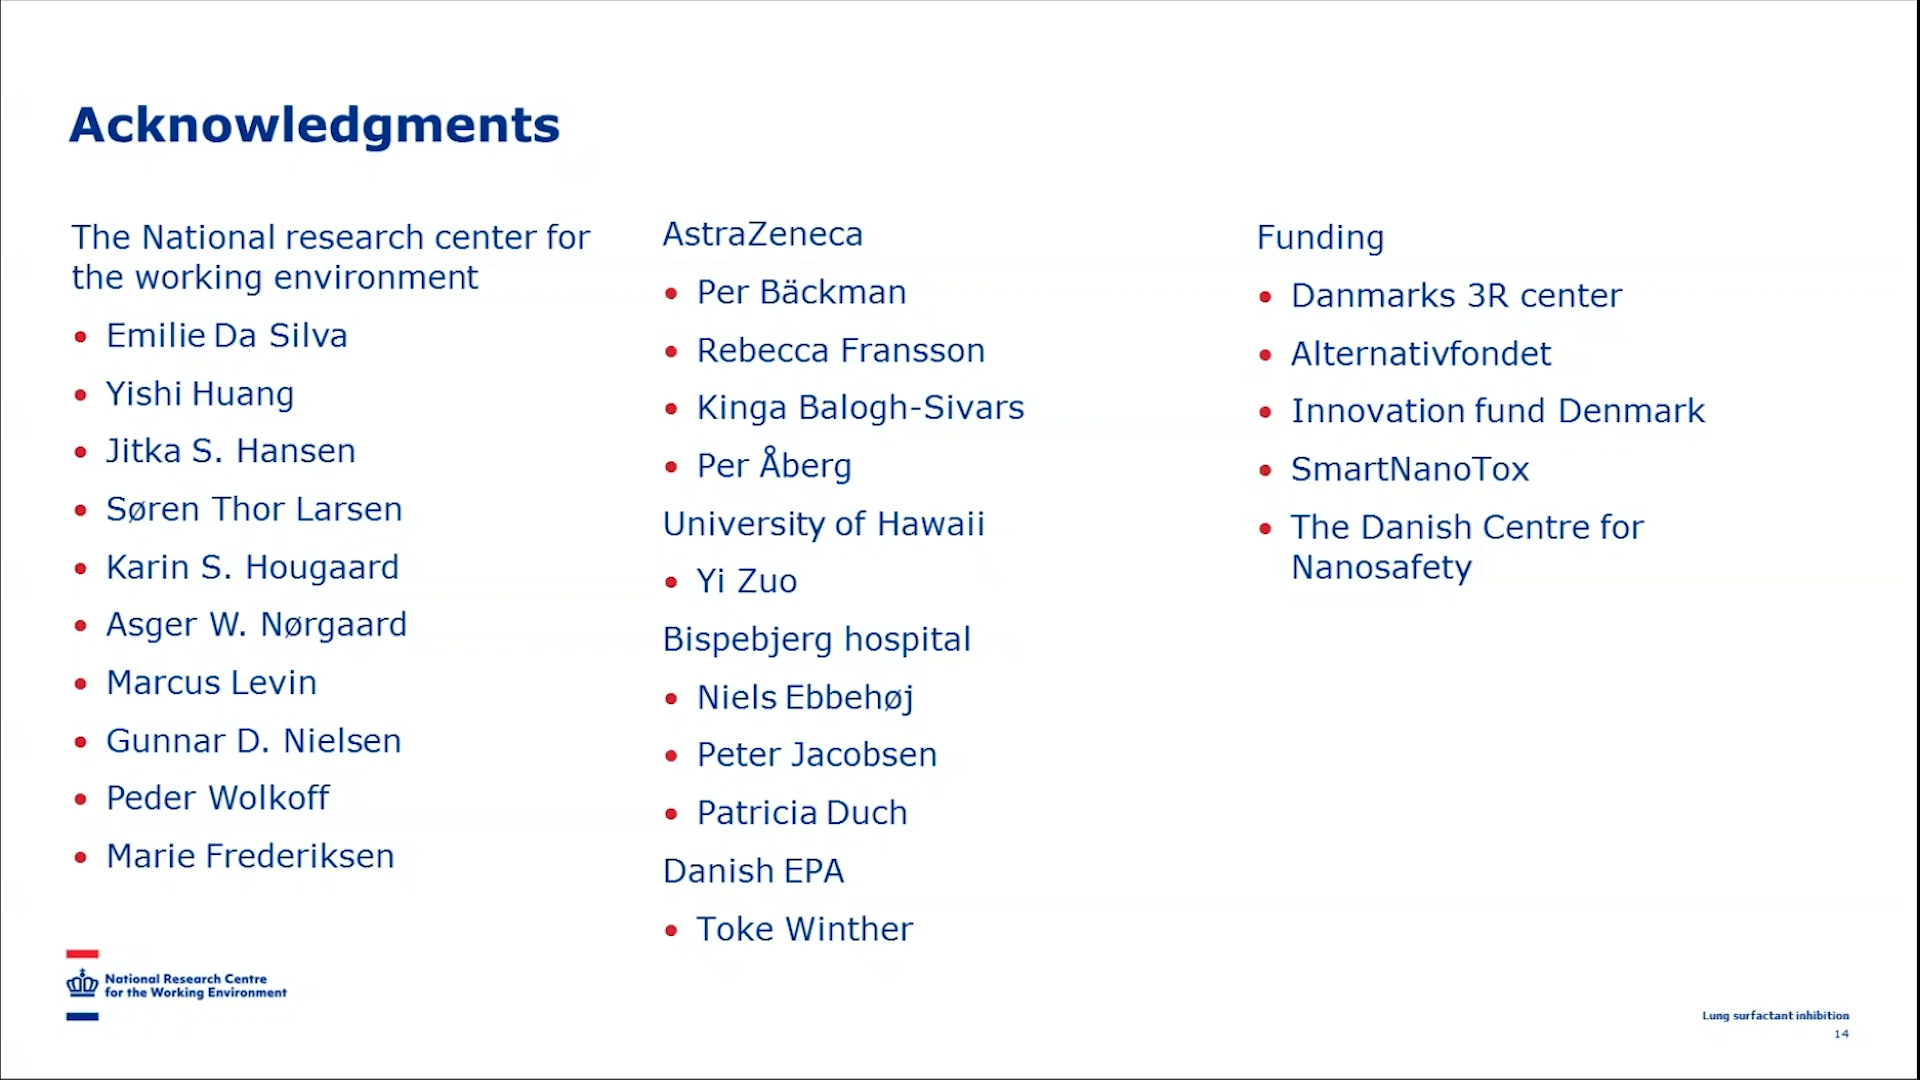 Acknowledgments
The National research center for
the working environment
• Emilie Da Silva
• Yishi Huang
• Jitka S. Hansen
• Søren Thor Larsen
• Karin S. Hougaard
• Asger W. Nørgaard
• Marcus Levin
• Gunnar D. Nielsen
• Peder Wolkoff
• Marie Frederiksen
AstraZeneca
• Per Bäckman
• Rebecca Fransson
• Kinga Balogh-Sivars
• Per Åberg
University of Hawaii
• Yi Zuo
Bispebjerg hospital
• Niels Ebbehøj
• Peter Jacobsen
• Patricia Duch
Danish EPA
• Toke Winther
Funding
• Danmarks 3R center
• Alternativfondet
• Innovation fund Denmark
• SmartNanoTox
• The Danish Centre for
Nanosafety
National Research Centre
for the Working Environment
Lung surfactant inhibition
14